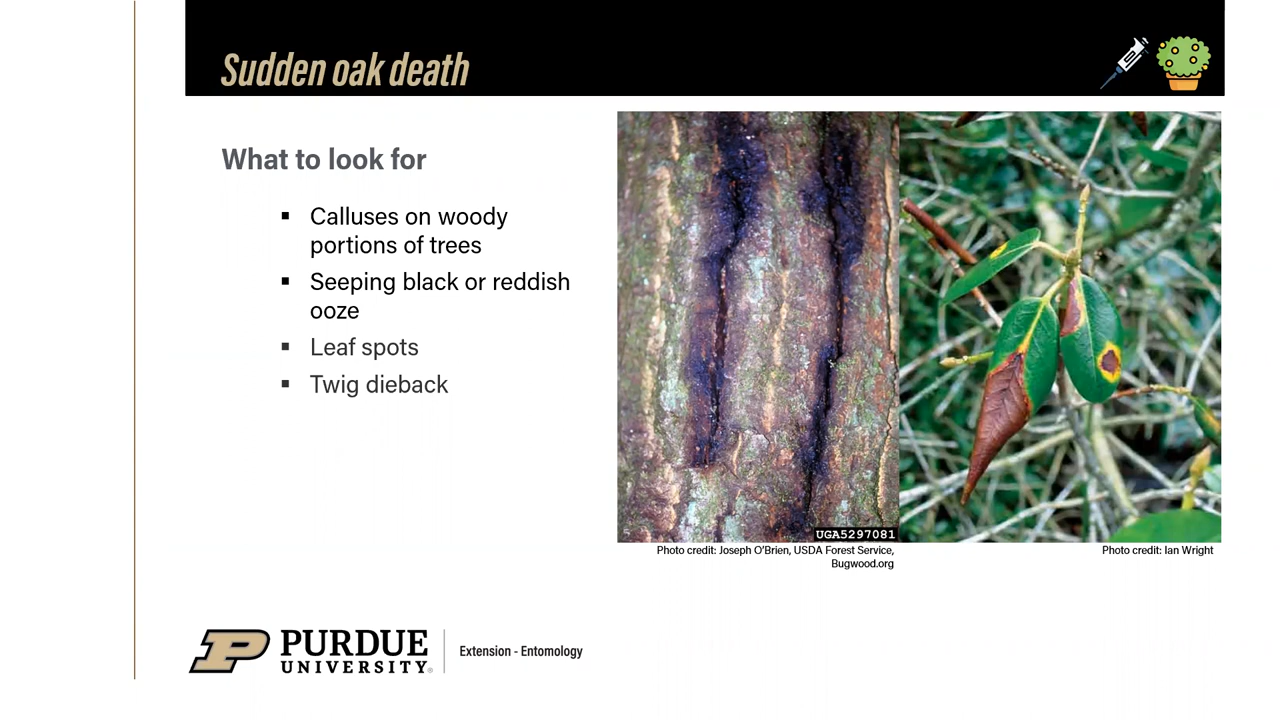 Sudden oak death
What to look for
▪ Calluses on woody
portions of trees
▪ Seeping black or reddish
ooze
▪ Leaf spots
▪ Twig dieback
UGA5297081
Photo credit: Joseph O'Brien, USDA Forest Service,
Bugwood.org
Photo credit: Ian Wright
P PURDUE
UNIVERSITY®
Extension - Entomology